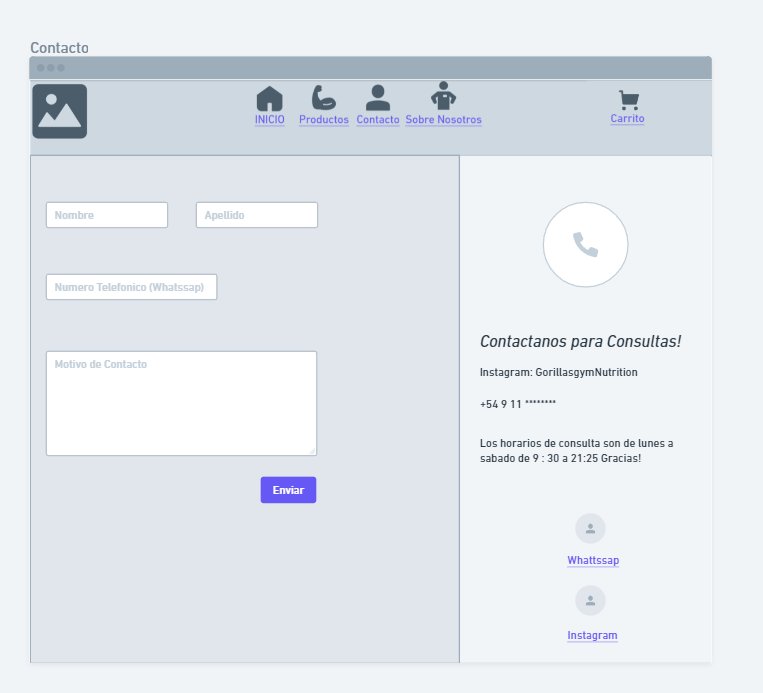 Contacto
INICIO
Productos
Contacto
Sobre Nosotros
Carrito
Nombre
Apellido
Numero Telefonico (Whatssap)
Motivo de Contacto
Enviar
Contactanos para Consultas!
Instagram: GorillasgymNutrition
+54 9 11 ********
Los horarios de consulta son de lunes a
sabado de 9 : 30 a 21:25 Gracias!
Whattssap
Instagram